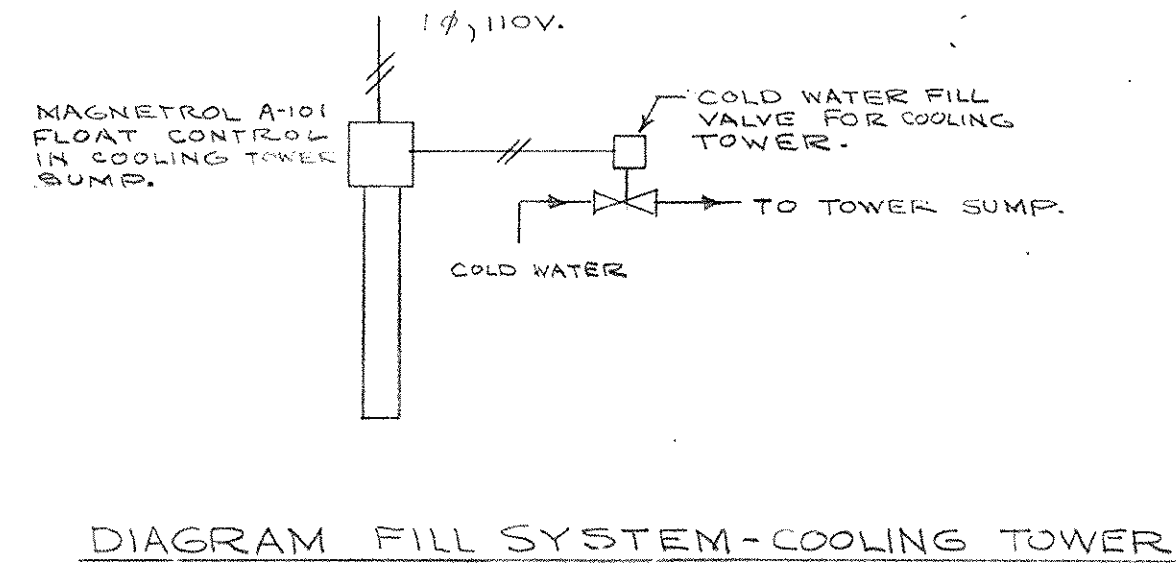 1φ, 110V.
MAGNETROL A-101
FLOAT CONTROL
IN COOLING TOWER
SUMP.
COLD WATER FILL
VALVE FOR COOLING
TOWER.
TO TOWER SUMP.
COLD WATER
DIAGRAM FILL SYSTEM-COOLING TOWER